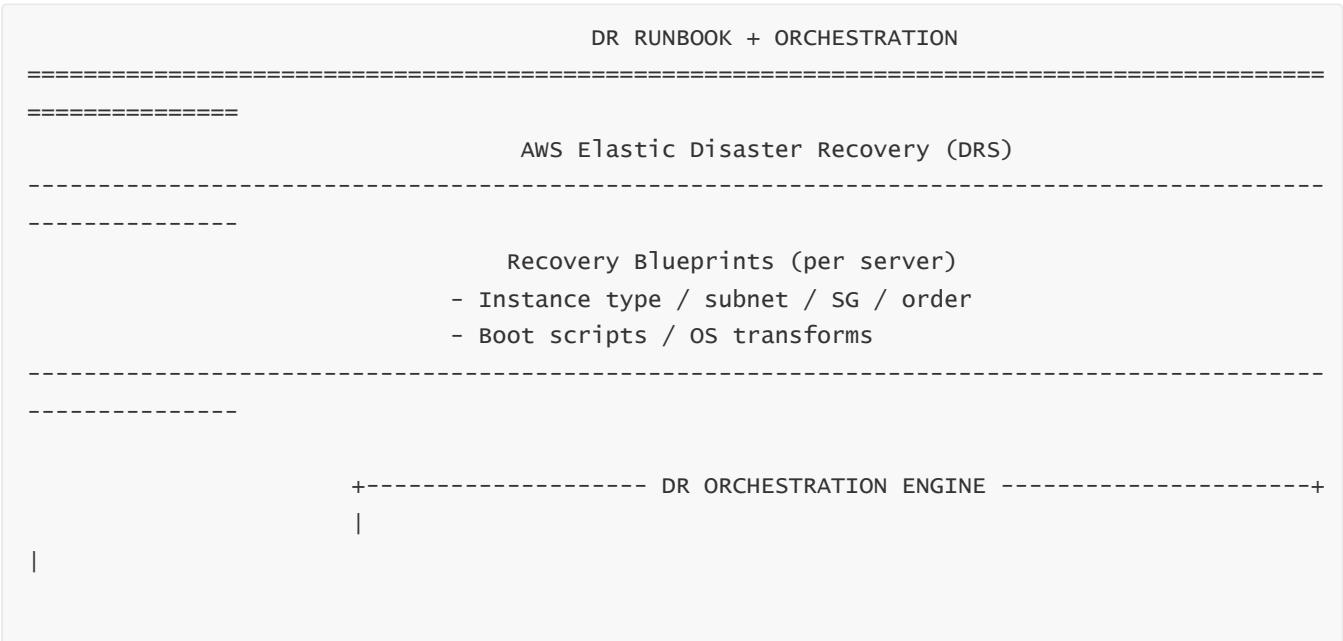 DR RUNBOOK + ORCHESTRATION
============================================================================================
===============
AWS Elastic Disaster Recovery (DRS)
--------------------------------------------------------------------------------------------
---------------
Recovery Blueprints (per server)
- Instance type / subnet / SG / order
- Boot scripts / OS transforms
--------------------------------------------------------------------------------------------
---------------
+-------------------- DR ORCHESTRATION ENGINE ----------------------+
|
|